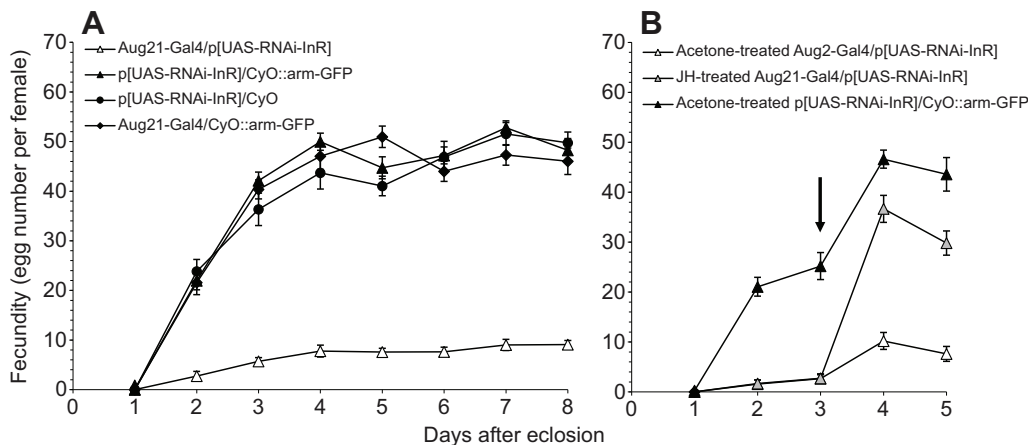 A
Aug21-Gal4/p[UAS-RNAi-InR]
p[UAS-RNAi-InR]/CyO::arm-GFP
p[UAS-RNAi-InR]/CyO
Aug21-Gal4/CyO::arm-GFP
Fecundity (egg number per female)
70
60
50
40
30
20
10
0
0 1 2 3 4 5 6 7 8
B
Acetone-treated Aug2-Gal4/p[UAS-RNAi-InR]
JH-treated Aug21-Gal4/p[UAS-RNAi-InR]
Acetone-treated p[UAS-RNAi-InR]/CyO::arm-GFP
70
60
50
40
30
20
10
0
0 1 2 3 4 5
Days after eclosion